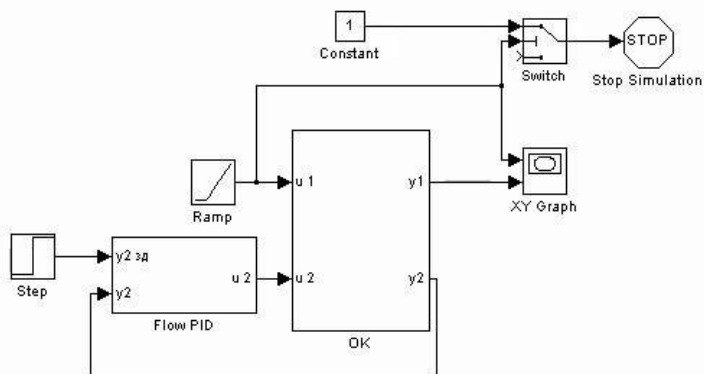 1
Constant
Switch
STOP
Stop Simulation
Ramp
u 1
y1
XY Graph
Step
y2 зд
u 2
y2
Flow PID
u 2
y2
OK